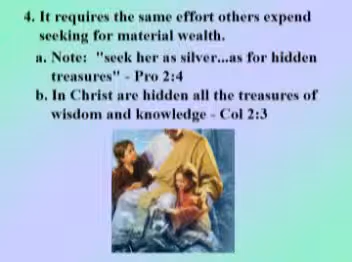 4. It requires the same effort others expend
seeking for material wealth.
a. Note: "seek her as silver...as for hidden
treasures" - Pro 2:4
b. In Christ are hidden all the treasures of
wisdom and knowledge - Col 2:3